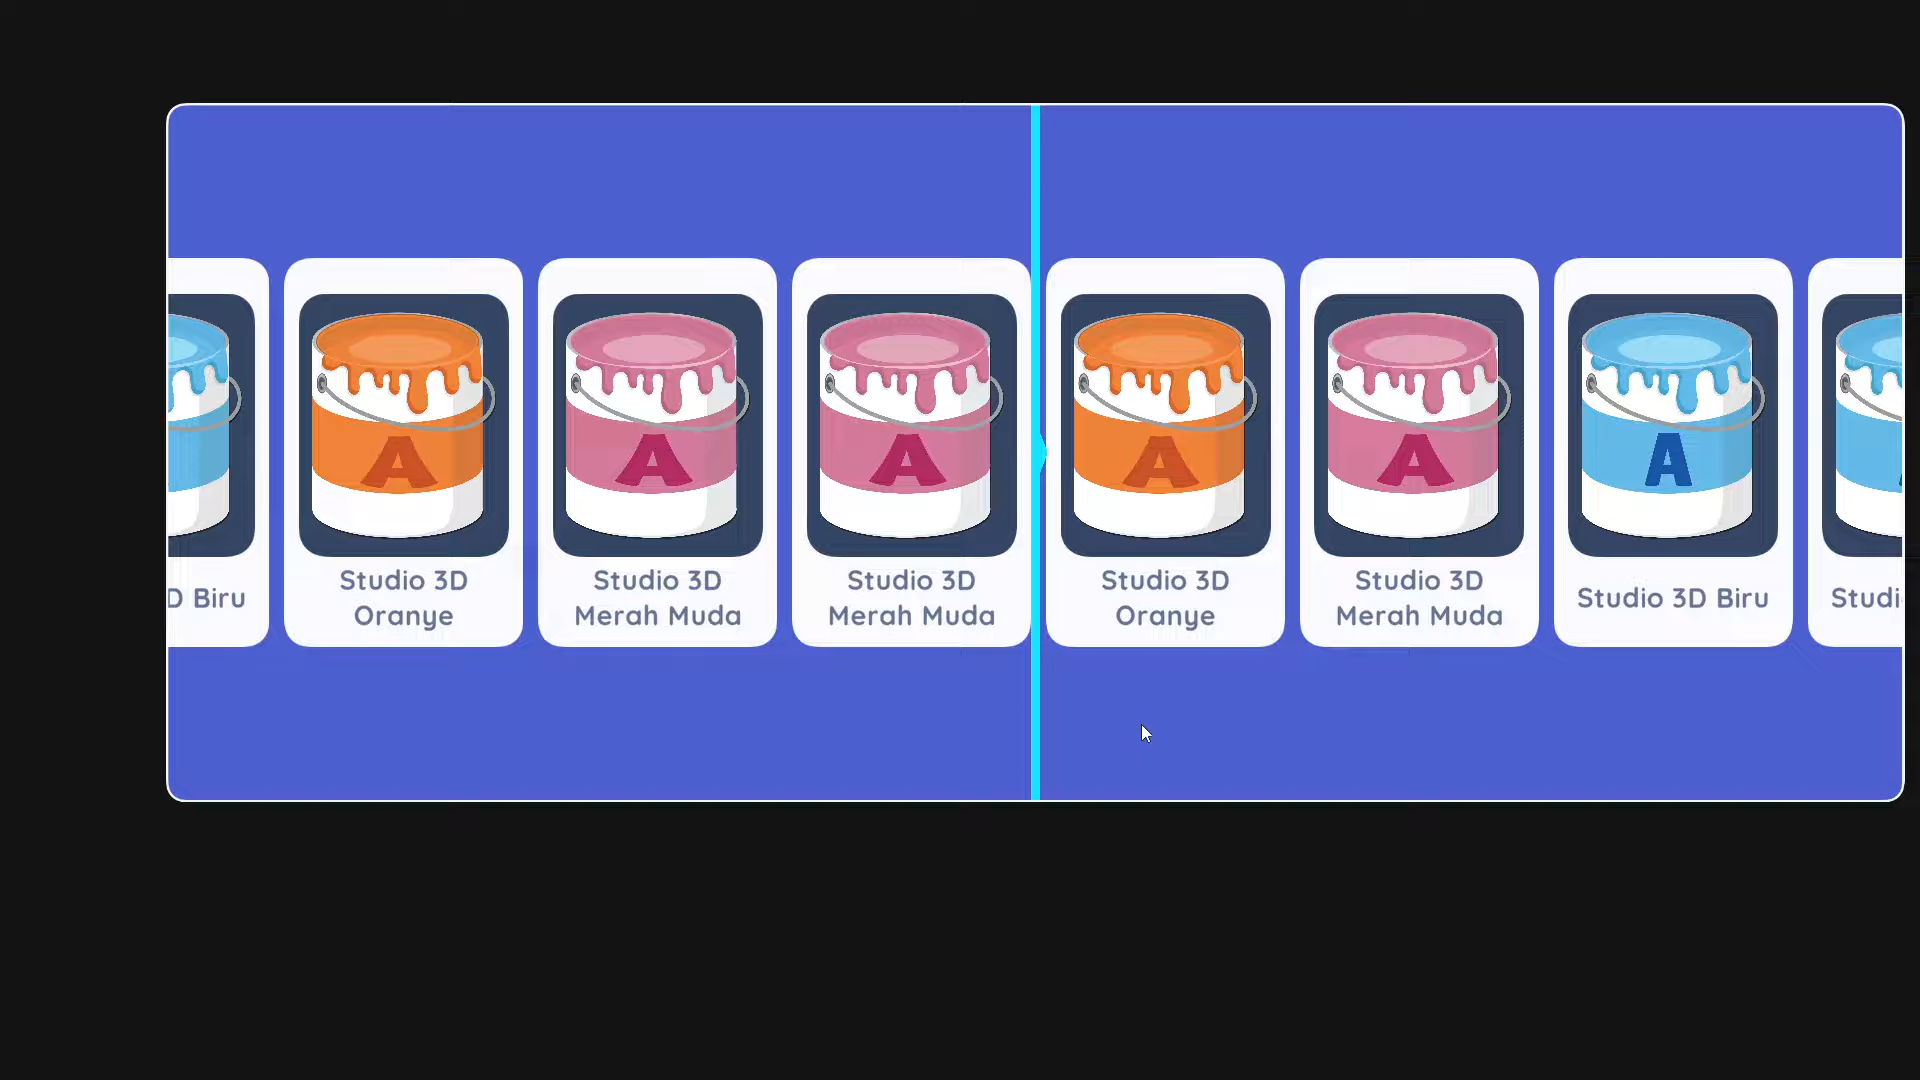 D Biru
A
Studio 3D
Oranye
A
Studio 3D
Merah Muda
A
Studio 3D
Merah Muda
A
Studio 3D
Oranye
A
Studio 3D
Merah Muda
A
Studio 3D Biru
Studi